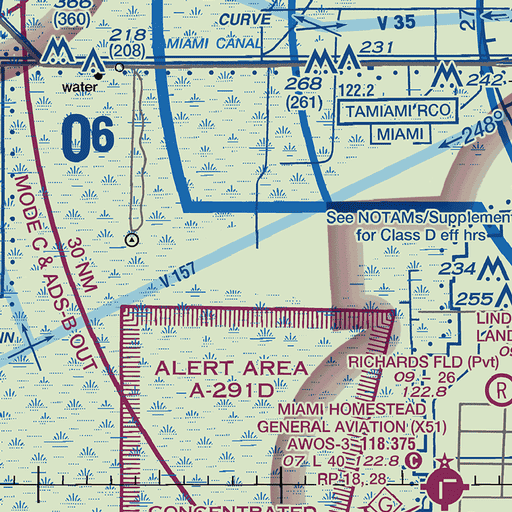 366
(360)
218
(208)
CURVE
V 35
27
TAMIAMI CANAL
231
268
(261)
122.2
242
water
TAMIAMI RCO
MIAMI
06
248°
See NOTAMs/Supplement
for Class D eff hrs
MODE C & ADS-B OUT
30 NM
V 157
234
255
LIND
LAND
ALERT AREA
A-291D
RICHARDS FLD (Pvt)
09 - 26
122.8
R
MIAMI HOMESTEAD
GENERAL AVIATION (X51)
AWOS-3 118.375
07 L 40 122.8 C
RP 18, 28
G
CONCENTRATED